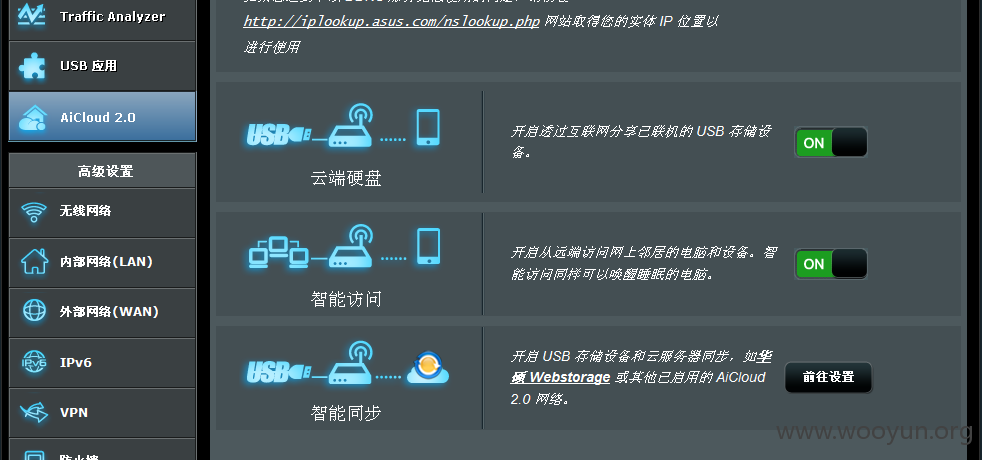 Traffic Analyzer
USB 应用
AiCloud 2.0
高级设置
无线网络
内部网络(LAN)
外部网络(WAN)
IPv6
VPN
防火墙
http://iplookup.asus.com/nslookup.php 网站取得您的实体 IP 位置以
进行使用
USB
云端硬盘
开启透过互联网分享已联机的 USB 存储设
备。
ON
智能访问
开启从远端访问网上邻居的电脑和设备。智
能访问同样可以唤醒睡眠的电脑。
ON
USB
智能同步
开启 USB 存储设备和云服务器同步，如华
硕 Webstorage 或其他已启用的 AiCloud
2.0 网络。
前往设置
www.wooyun.org